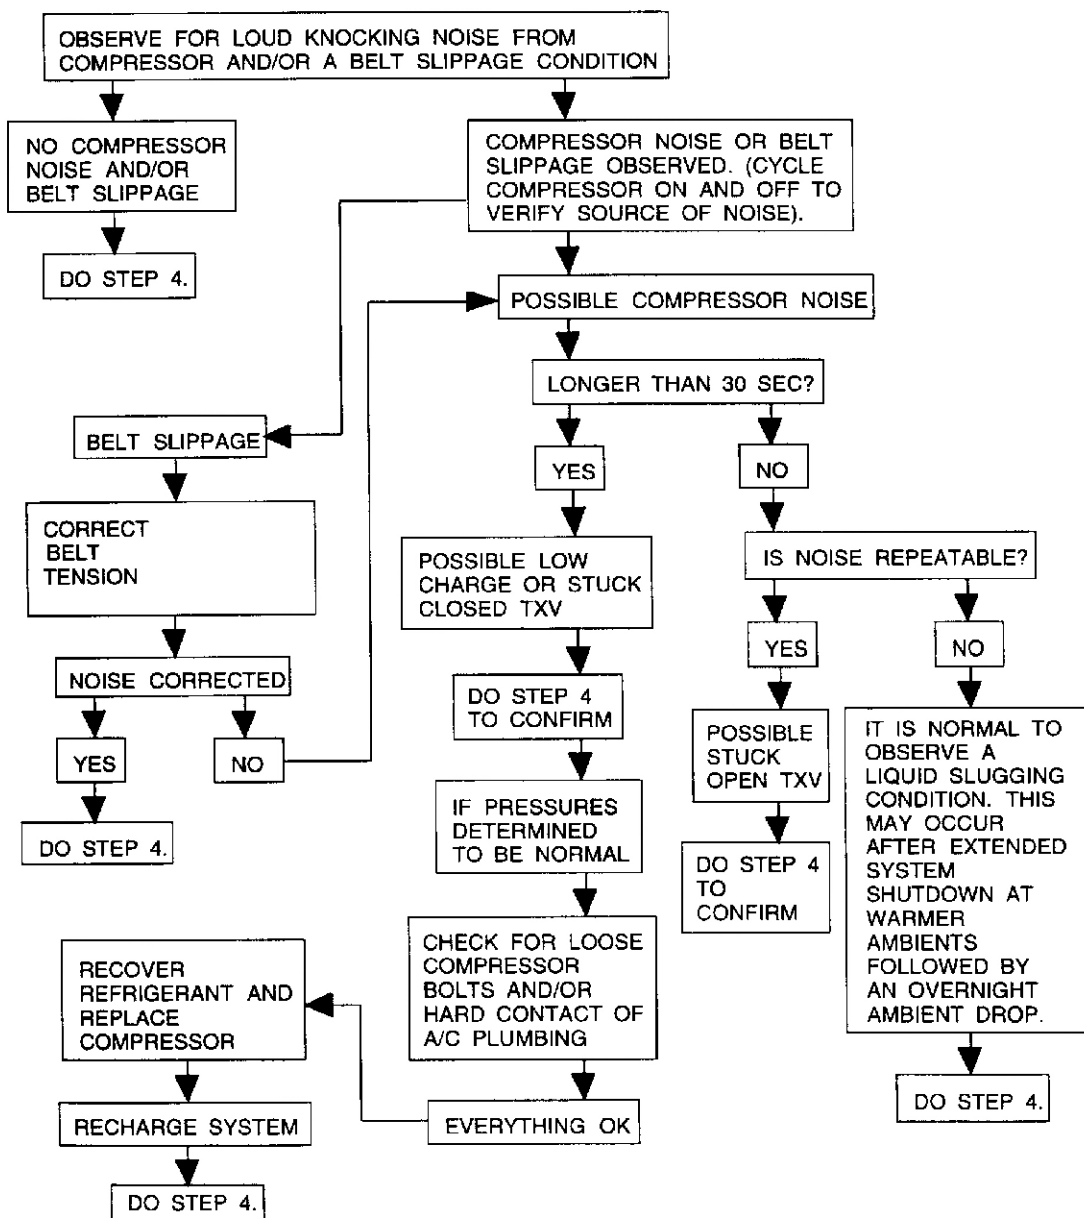 OBSERVE FOR LOUD KNOCKING NOISE FROM
COMPRESSOR AND/OR A BELT SLIPPAGE CONDITION
NO COMPRESSOR
NOISE AND/OR
BELT SLIPPAGE
DO STEP 4.
COMPRESSOR NOISE OR BELT
SLIPPAGE OBSERVED. (CYCLE
COMPRESSOR ON AND OFF TO
VERIFY SOURCE OF NOISE).
POSSIBLE COMPRESSOR NOISE
LONGER THAN 30 SEC?
BELT SLIPPAGE
CORRECT
BELT
TENSION
NOISE CORRECTED
YES
NO
DO STEP 4.
YES
POSSIBLE LOW
CHARGE OR STUCK
CLOSED TXV
DO STEP 4
TO CONFIRM
IF PRESSURES
DETERMINED
TO BE NORMAL
CHECK FOR LOOSE
COMPRESSOR
BOLTS AND/OR
HARD CONTACT OF
A/C PLUMBING
EVERYTHING OK
RECOVER
REFRIGERANT AND
REPLACE
COMPRESSOR
RECHARGE SYSTEM
DO STEP 4.
NO
IS NOISE REPEATABLE?
YES
POSSIBLE
STUCK
OPEN TXV
DO STEP 4
TO
CONFIRM
NO
IT IS NORMAL TO
OBSERVE A
LIQUID SLUGGING
CONDITION. THIS
MAY OCCUR
AFTER EXTENDED
SYSTEM
SHUTDOWN AT
WARMER
AMBIENTS
FOLLOWED BY
AN OVERNIGHT
AMBIENT DROP.
DO STEP 4.